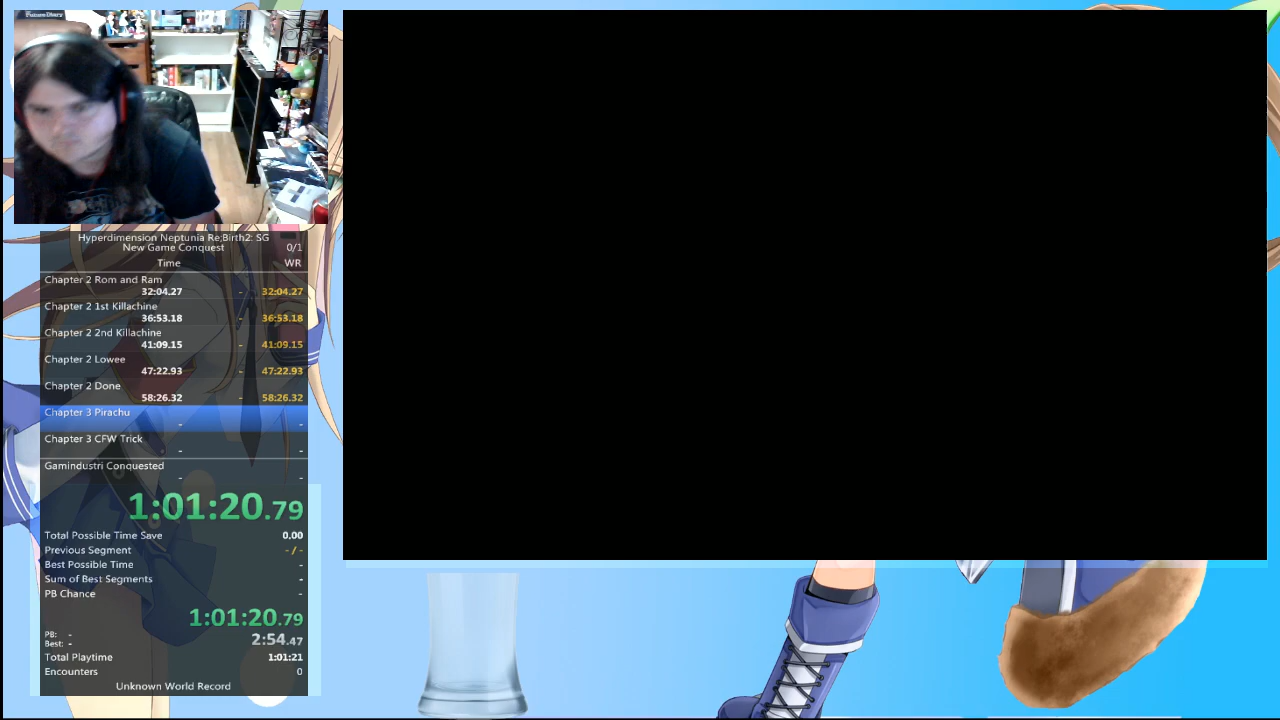 Future Diary
Hyperdimension Neptunia Re;Birth2: SG
New Game Conquest 0/1
Time WR
Chapter 2 Rom and Ram
32:04.27 - 32:04.27
Chapter 2 1st Killachine
36:53.18 - 36:53.18
Chapter 2 2nd Killachine
41:09.15 - 41:09.15
Chapter 2 Lowee
47:22.93 - 47:22.93
Chapter 2 Done
58:26.32 - 58:26.32
Chapter 3 Pirachu
- -
Chapter 3 CFW Trick
- -
Gamindustri Conquested
- -
1:01:20.79
Total Possible Time Save 0.00
Previous Segment - / -
Best Possible Time -
Sum of Best Segments -
PB Chance -
1:01:20.79
PB: -
Best: - 2:54.47
Total Playtime 1:01:21
Encounters 0
Unknown World Record